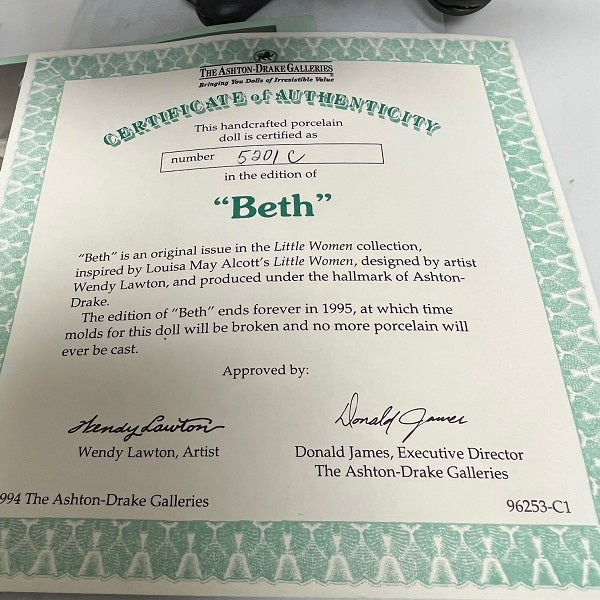 THE ASHTON-DRAKE GALLERIES
Bringing You Dolls of Irresistible Value
CERTIFICATE of AUTHENTICITY
This handcrafted porcelain
doll is certified as
number 5201 C
in the edition of
“Beth”
“Beth” is an original issue in the Little Women collection,
inspired by Louisa May Alcott’s Little Women, designed by artist
Wendy Lawton, and produced under the hallmark of Ashton-
Drake.
The edition of “Beth” ends forever in 1995, at which time
molds for this doll will be broken and no more porcelain will
ever be cast.
Approved by:
Wendy Lawton Donald James
Wendy Lawton, Artist Donald James, Executive Director
The Ashton-Drake Galleries
994 The Ashton-Drake Galleries 96253-C1